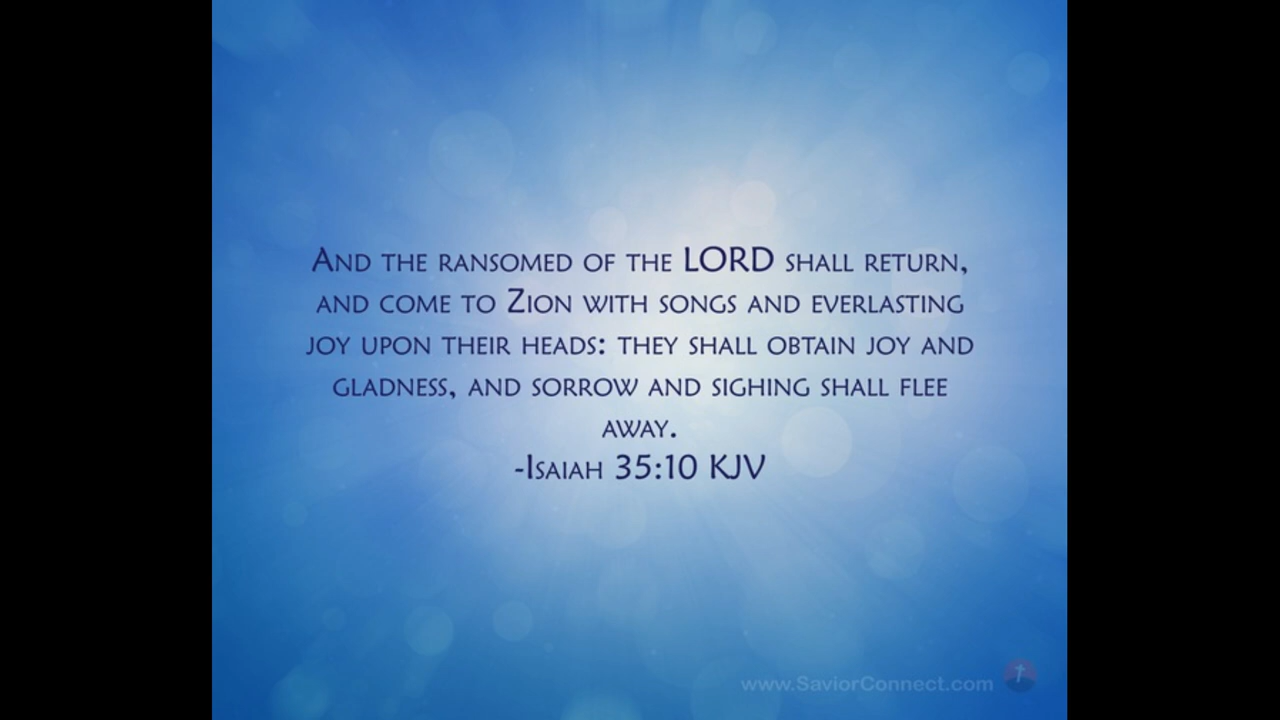 And the ransomed of the LORD shall return,
and come to Zion with songs and everlasting
joy upon their heads: they shall obtain joy and
gladness, and sorrow and sighing shall flee
away.
-Isaiah 35:10 KJV
www.SaviorConnect.com